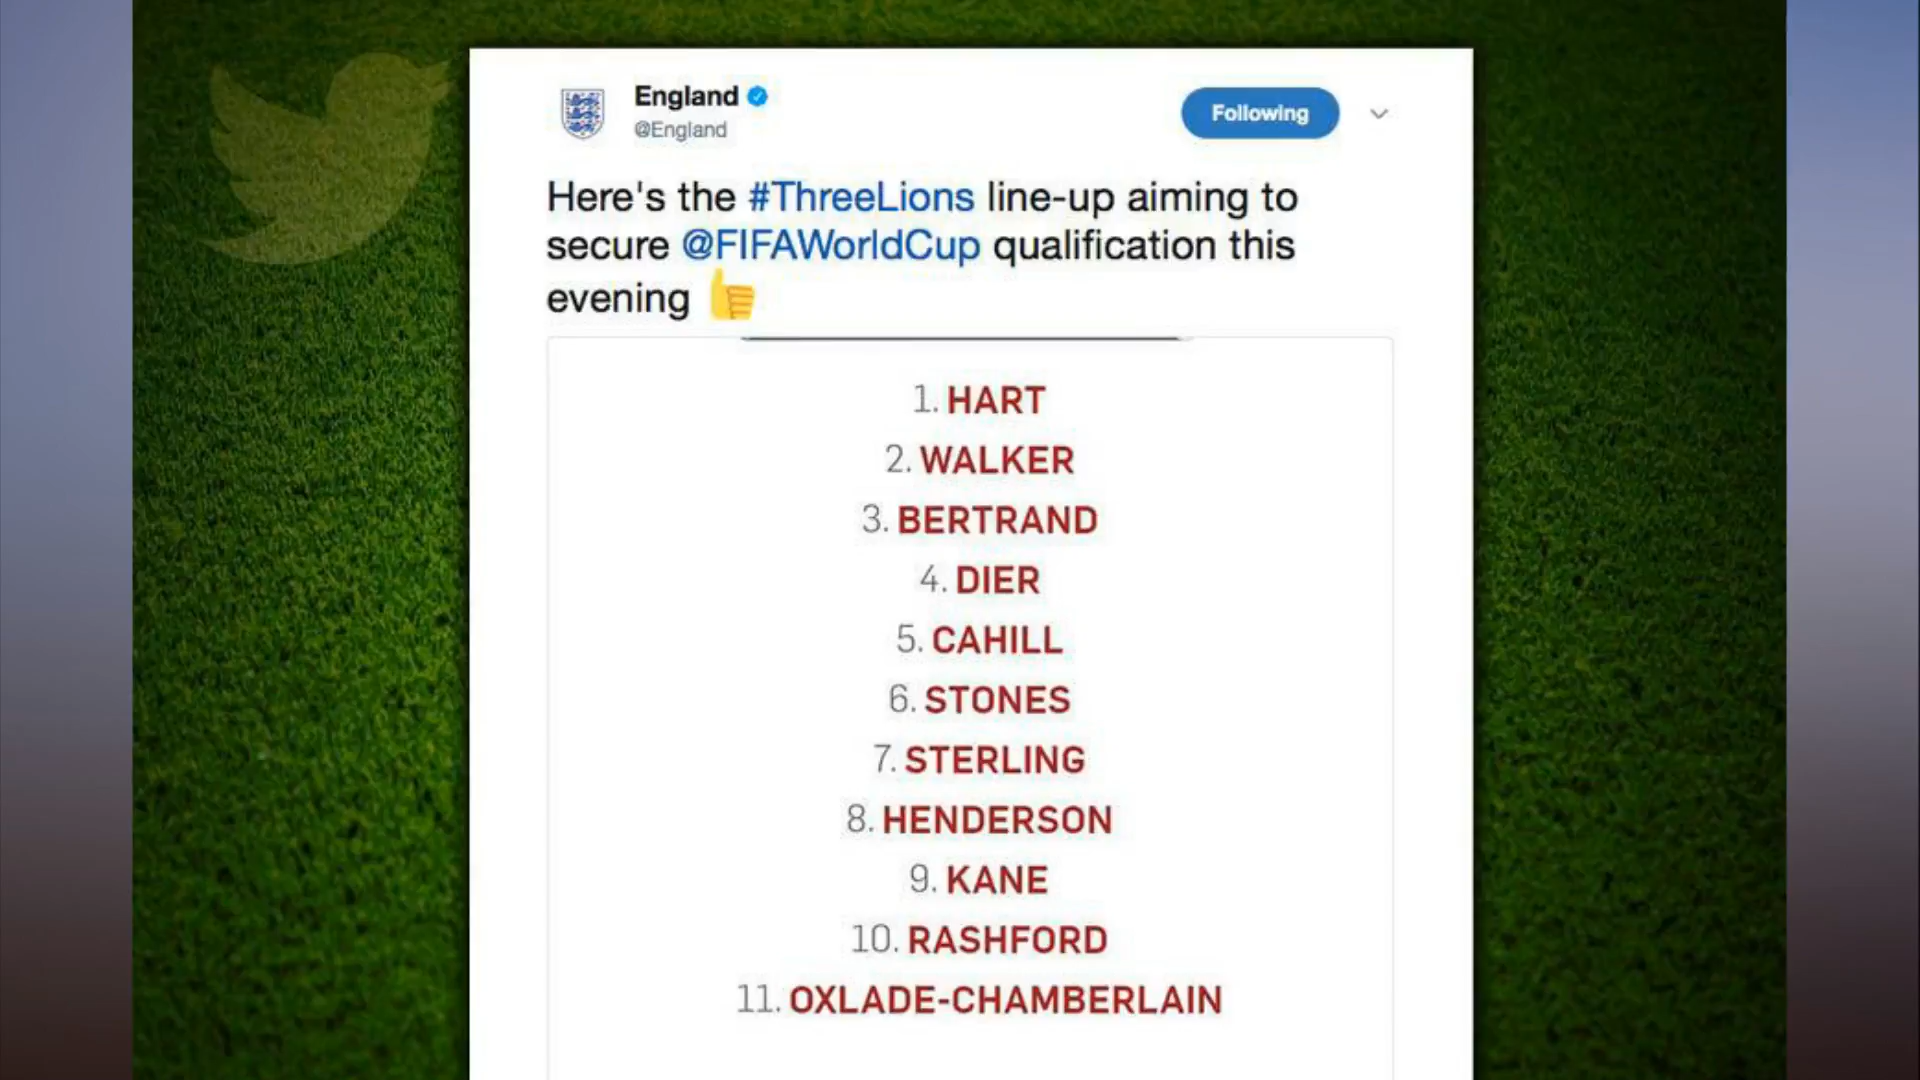 England
@England
Following
Here's the #ThreeLions line-up aiming to
secure @FIFAWorldCup qualification this
evening 👍
1. HART
2. WALKER
3. BERTRAND
4. DIER
5. CAHILL
6. STONES
7. STERLING
8. HENDERSON
9. KANE
10. RASHFORD
11. OXLADE-CHAMBERLAIN